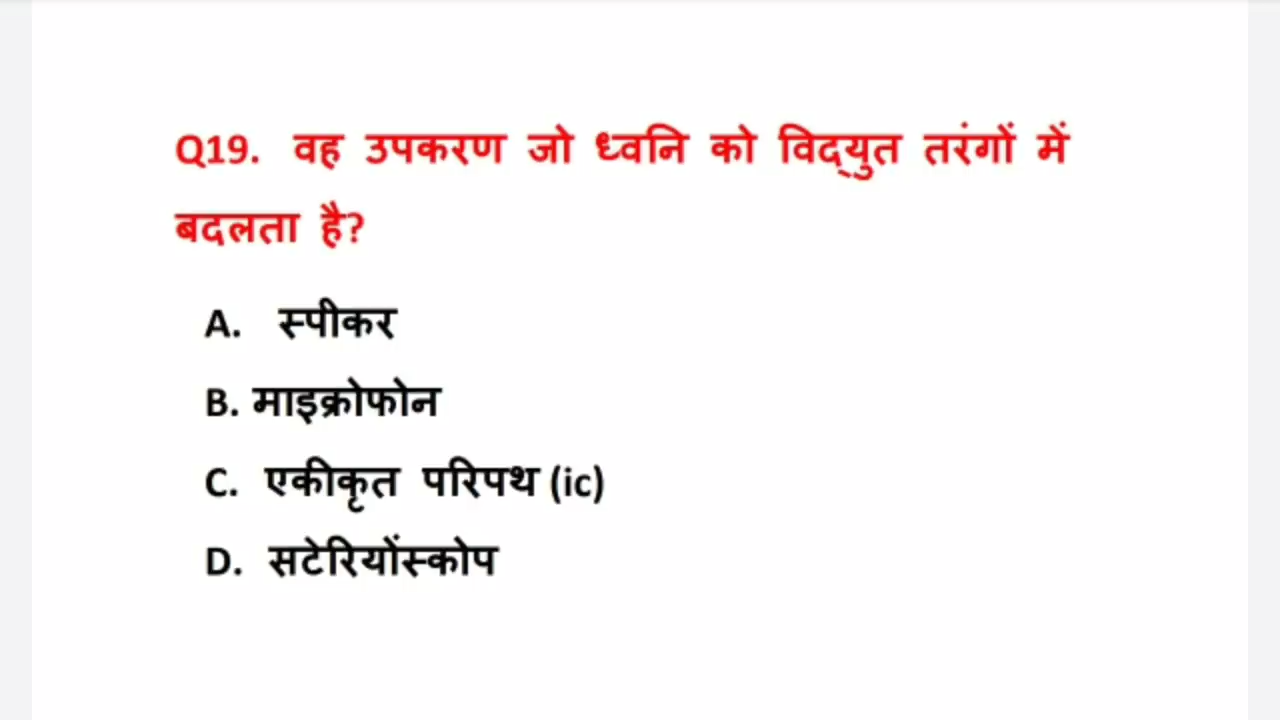 Q19. वह उपकरण जो ध्वनि को विद्‌युत तरंगों में
बदलता है?
A. स्पीकर
B. माइक्रोफोन
C. एकीकृत परिपथ (ic)
D. सटेरियोंस्कोप